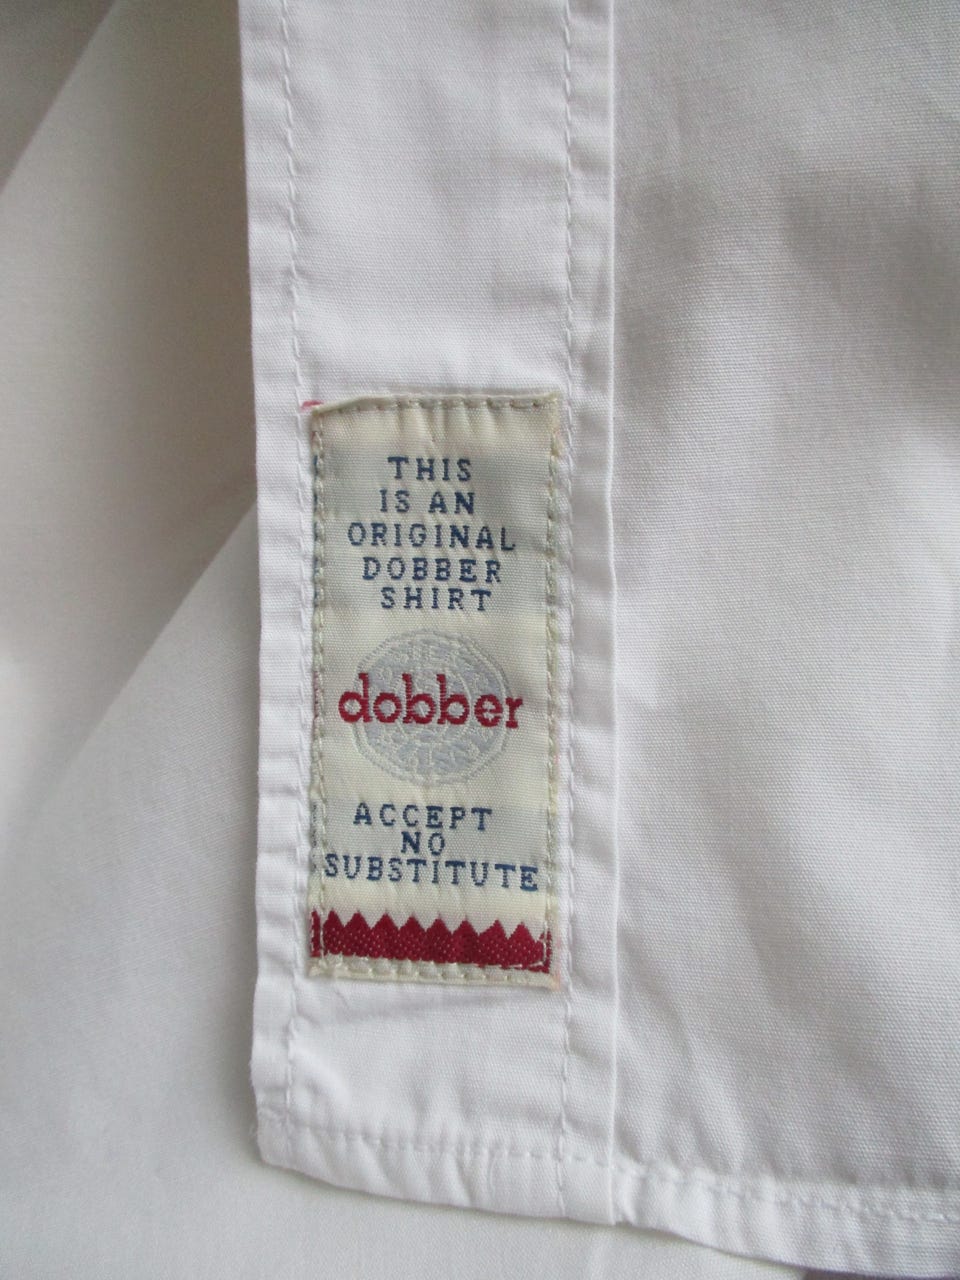 THIS
IS AN
ORIGINAL
DOBBER
SHIRT
dobber
ACCEPT
NO
SUBSTITUTE